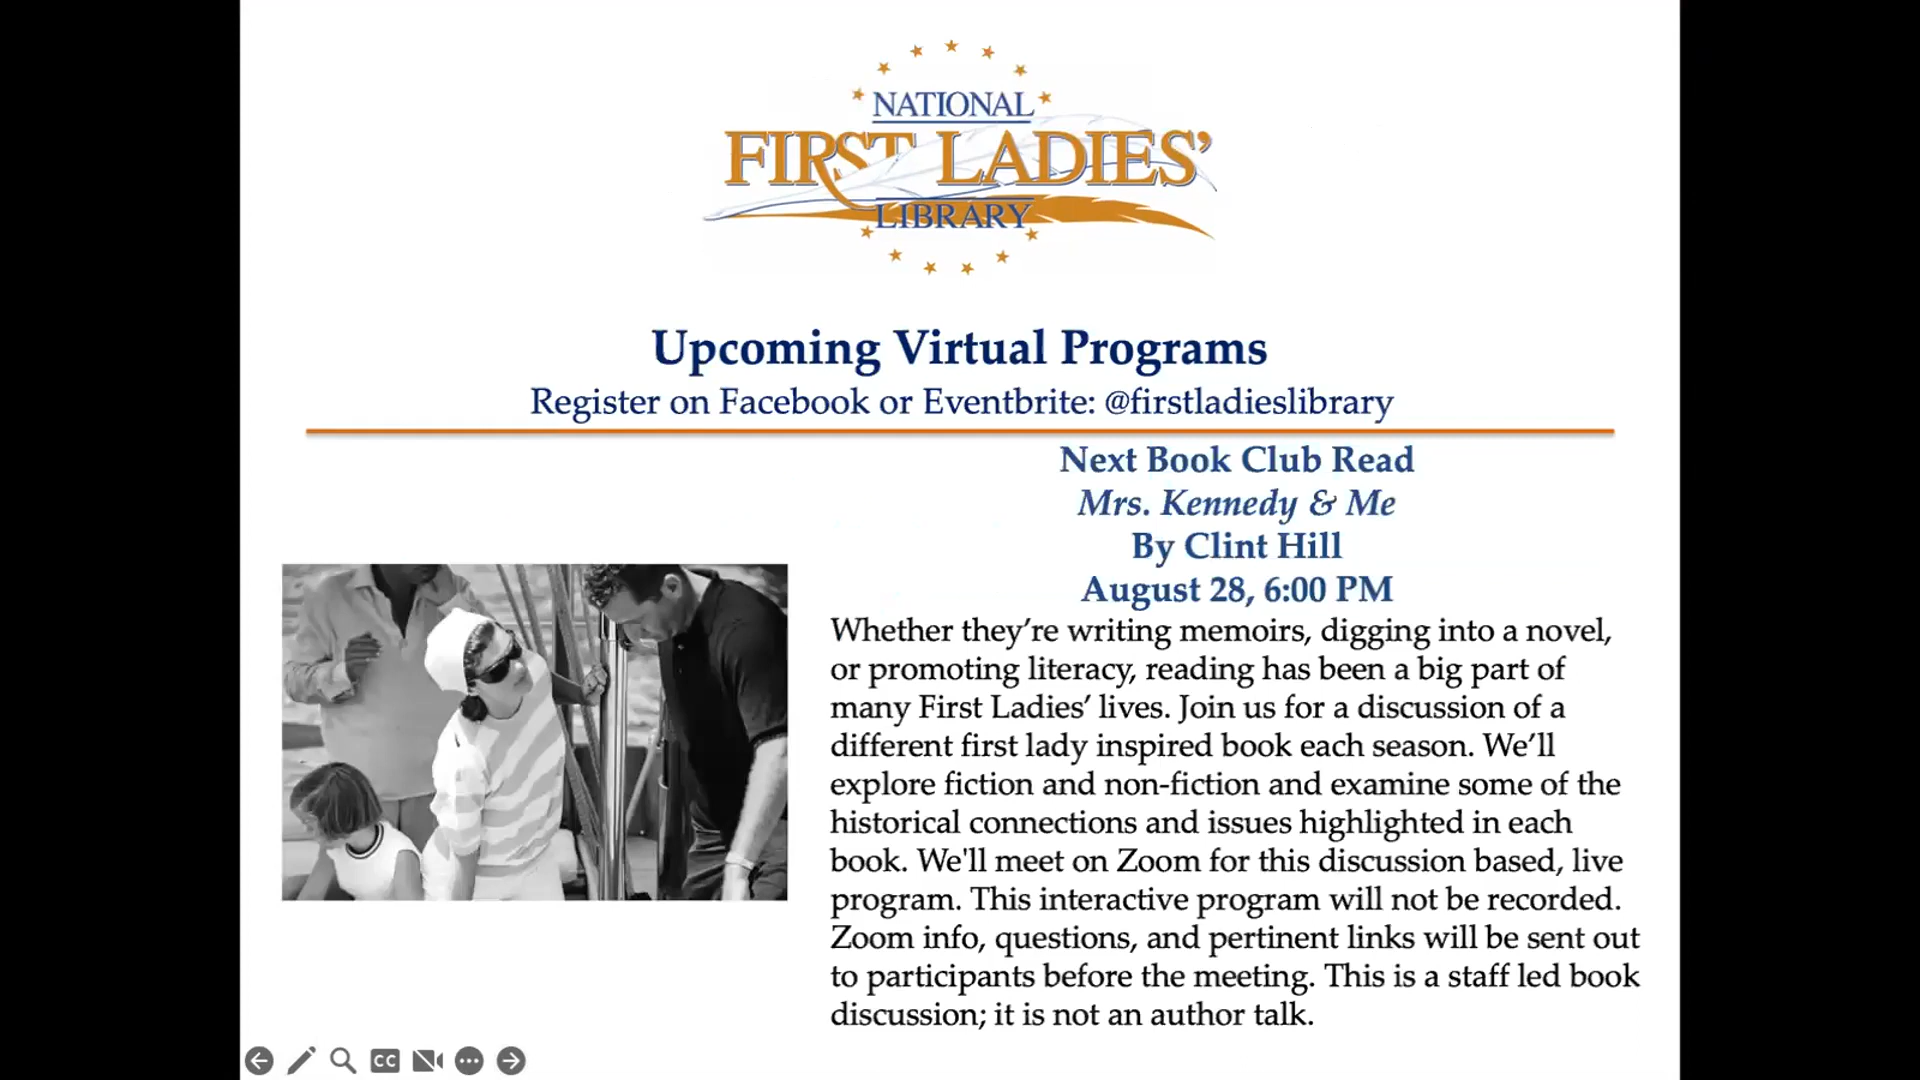 NATIONAL
FIRST LADIES’
LIBRARY
Upcoming Virtual Programs
Register on Facebook or Eventbrite: @firstladieslibrary
Next Book Club Read
Mrs. Kennedy & Me
By Clint Hill
August 28, 6:00 PM
Whether they’re writing memoirs, digging into a novel,
or promoting literacy, reading has been a big part of
many First Ladies’ lives. Join us for a discussion of a
different first lady inspired book each season. We’ll
explore fiction and non-fiction and examine some of the
historical connections and issues highlighted in each
book. We'll meet on Zoom for this discussion based, live
program. This interactive program will not be recorded.
Zoom info, questions, and pertinent links will be sent out
to participants before the meeting. This is a staff led book
discussion; it is not an author talk.
CC